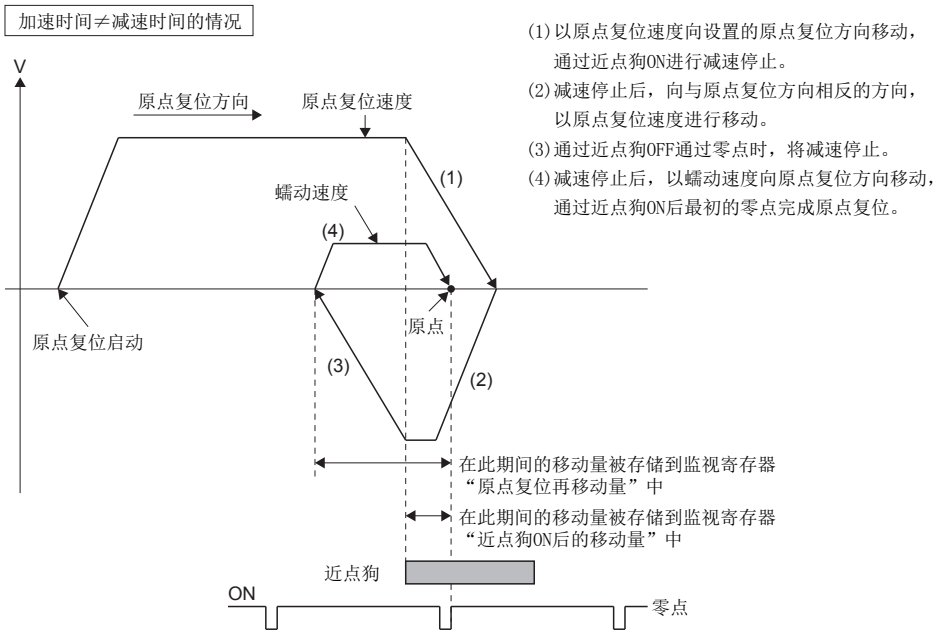 加速时间≠减速时间的情况
V
原点复位方向
原点复位速度
(1)
蠕动速度
(4)
原点复位启动
原点
(3)
(2)
在此期间的移动量被存储到监视寄存器
“原点复位再移动量”中
在此期间的移动量被存储到监视寄存器
“近点狗ON后的移动量”中
近点狗
ON
零点
(1)以原点复位速度向设置的原点复位方向移动，
通过近点狗ON进行减速停止。
(2)减速停止后，向与原点复位方向相反的方向，
以原点复位速度进行移动。
(3)通过近点狗OFF通过零点时，将减速停止。
(4)减速停止后，以蠕动速度向原点复位方向移动，
通过近点狗ON后最初的零点完成原点复位。